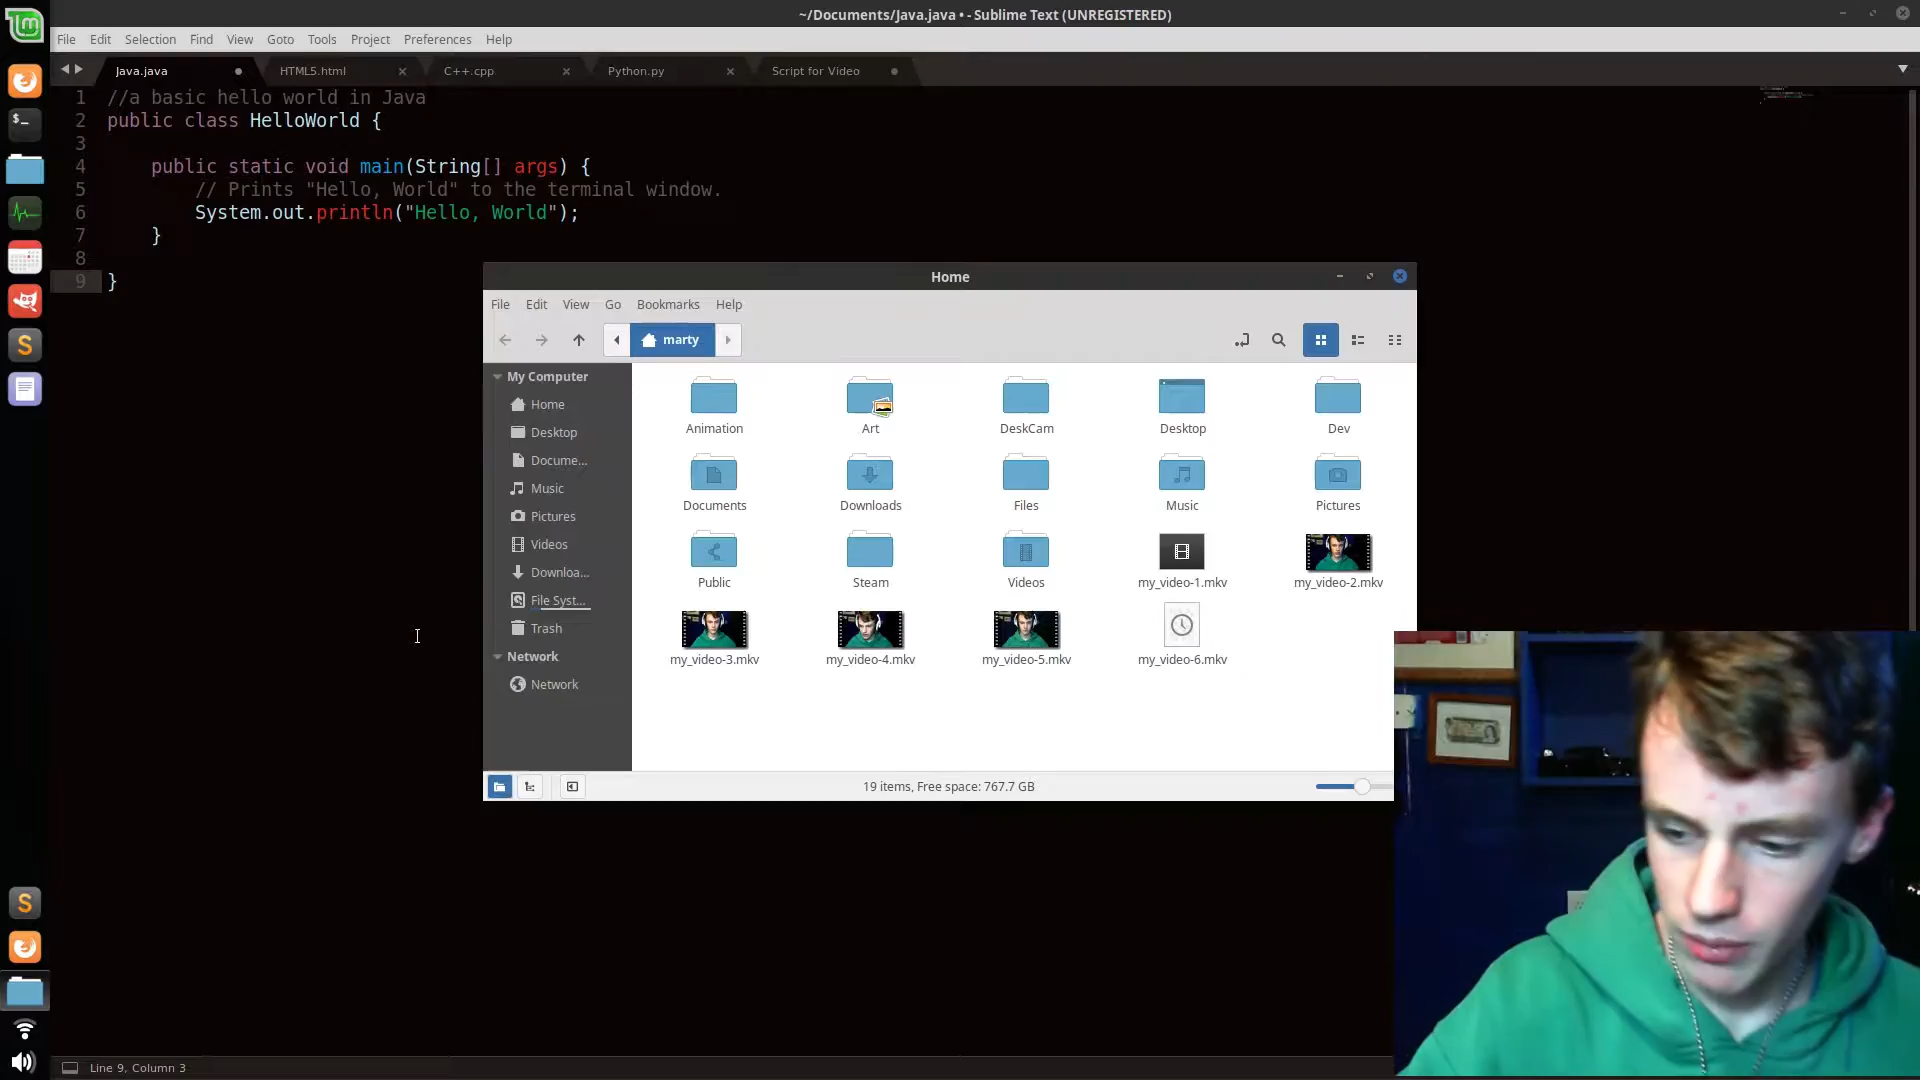 ~/Documents/Java.java • - Sublime Text (UNREGISTERED)
File Edit Selection Find View Goto Tools Project Preferences Help
Java.java HTML5.html C++.cpp Python.py Script for Video
1 //a basic hello world in Java
2 public class HelloWorld {
3
4 public static void main(String[] args) {
5 // Prints "Hello, World" to the terminal window.
6 System.out.println("Hello, World");
7 }
8
9 }
Home
File Edit View Go Bookmarks Help
marty
My Computer
Home
Desktop
Docume...
Music
Pictures
Videos
Downloa...
File Syst...
Trash
Network
Network
Animation Art DeskCam Desktop Dev
Documents Downloads Files Music Pictures
Public Steam Videos my_video-1.mkv my_video-2.mkv
my_video-3.mkv my_video-4.mkv my_video-5.mkv my_video-6.mkv
19 items, Free space: 767.7 GB
Line 9, Column 3